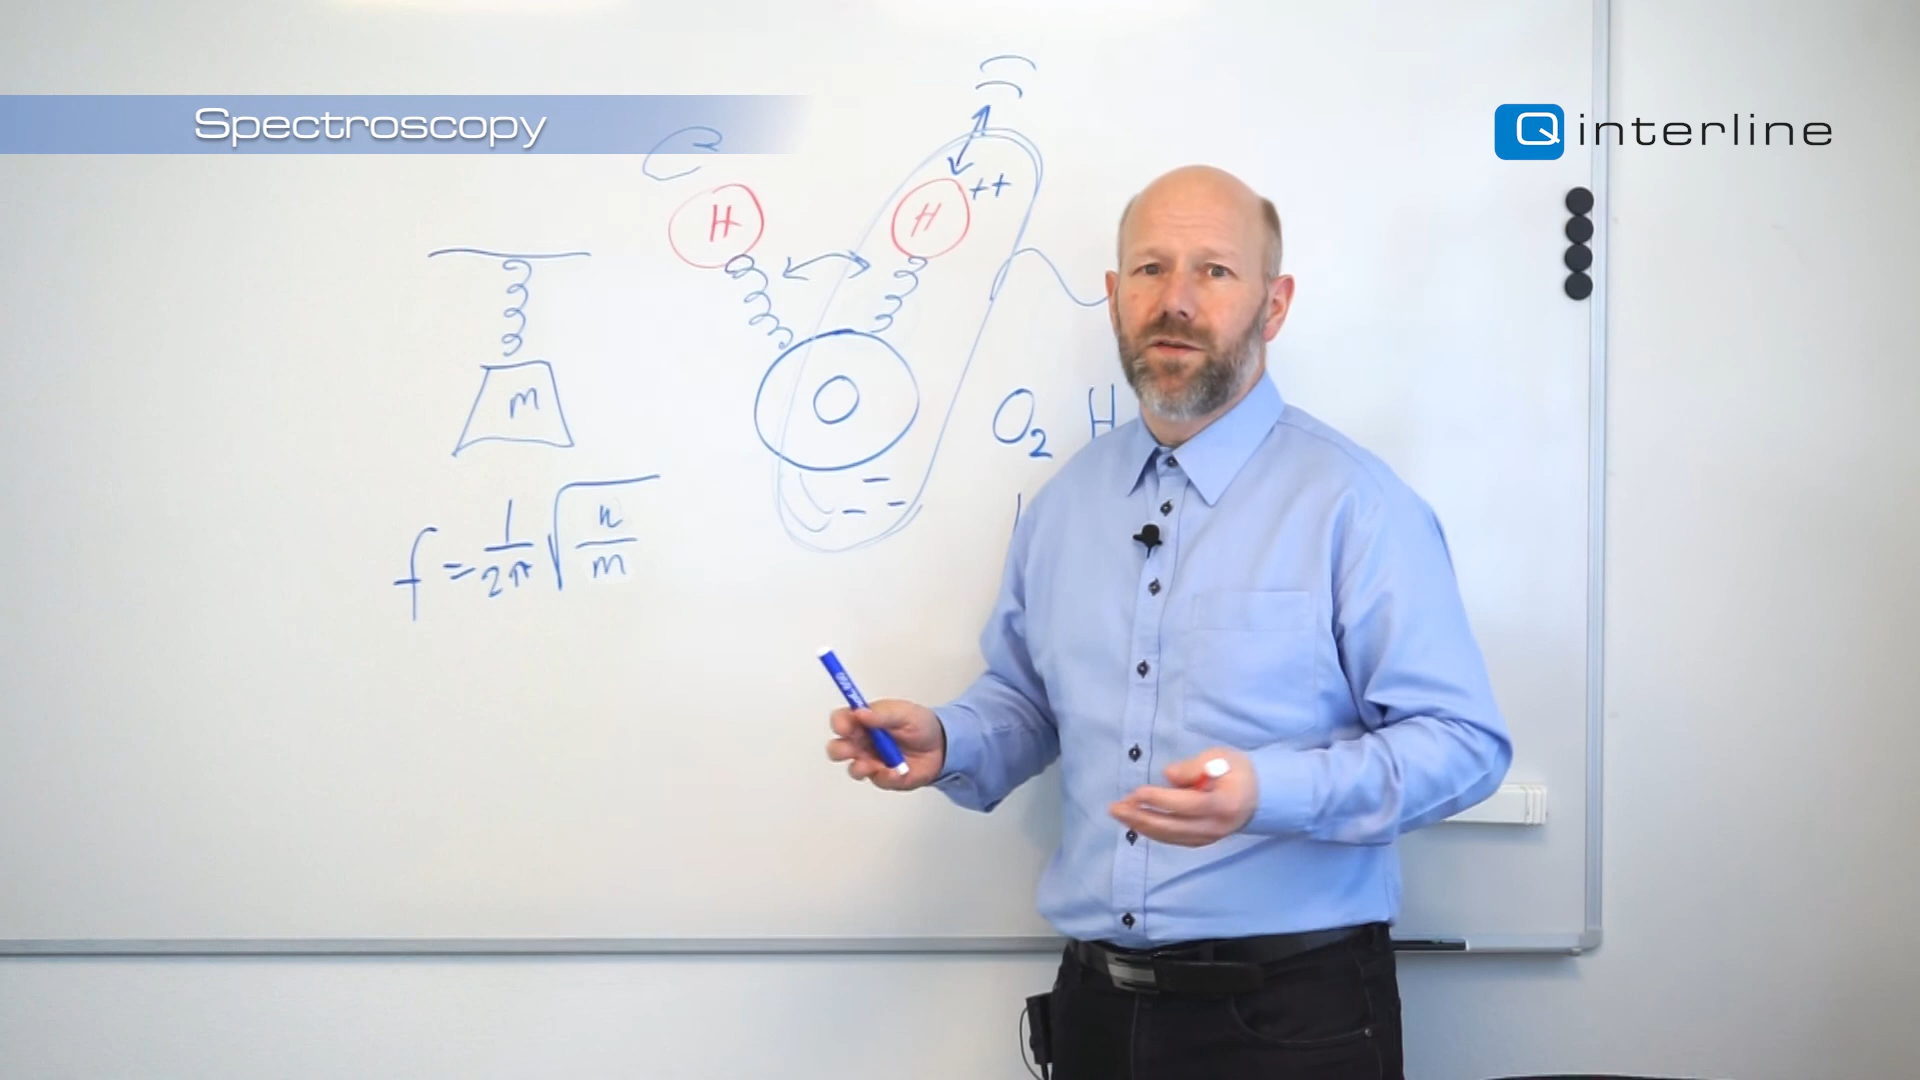 Spectroscopy
Q interline
H
H
++
m
O
O₂ H
f = 1/2π √k/m